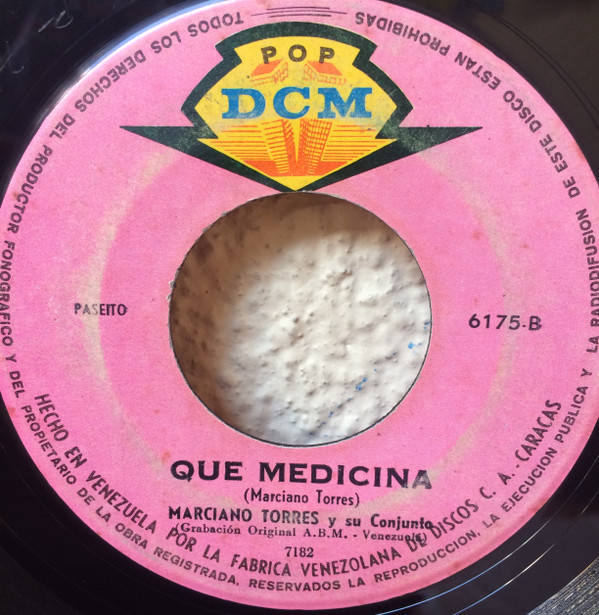 POP
DCM
PASEITO
6175-B
QUE MEDICINA
(Marciano Torres)
MARCIANO TORRES y su Conjunto
(Grabación Original A.B.M. - Venezuela)
7182
HECHO EN VENEZUELA POR LA FABRICA VENEZOLANA DE DISCOS C. A. - CARACAS
TODOS LOS DERECHOS DEL PRODUCTOR FONOGRAFICO Y DEL PROPIETARIO DE LA OBRA REGISTRADA, RESERVADOS LA REPRODUCCION, LA EJECUCION PUBLICA Y LA RADIODIFUSION DE ESTE DISCO ESTAN PROHIBIDAS